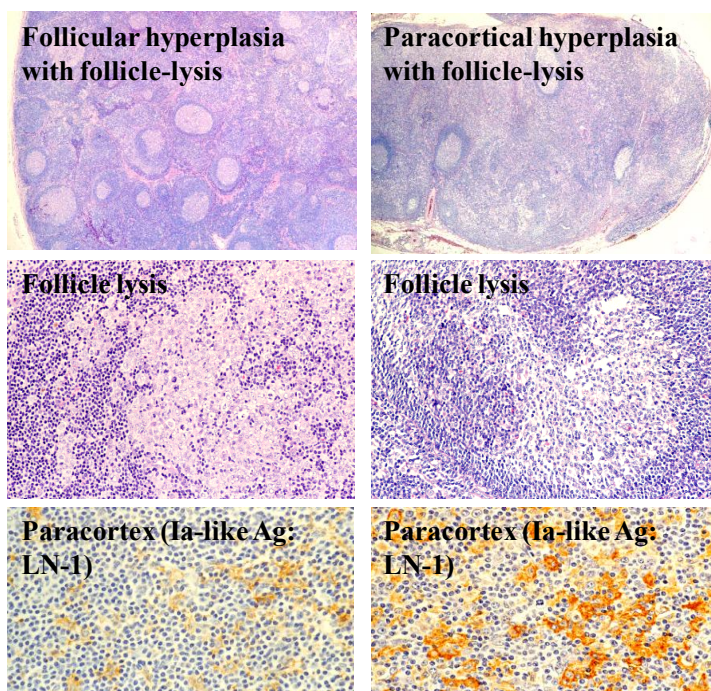 Follicular hyperplasia
with follicle-lysis
Paracortical hyperplasia
with follicle-lysis
Follicle lysis
Follicle lysis
Paracortex (Ia-like Ag:
LN-1)
Paracortex (Ia-like Ag:
LN-1)